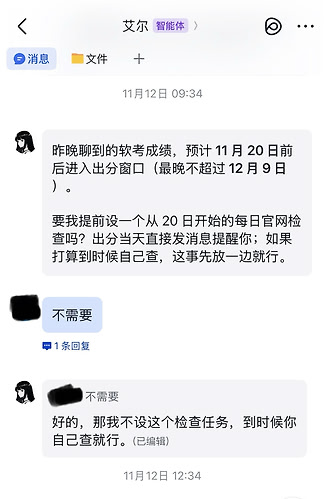 艾尔 智能体
消息 文件
11月12日 09:34
昨晚聊到的软考成绩，预计 11 月 20 日前
后进入出分窗口（最晚不超过 12 月 9 日
）。
要我提前设一个从 20 日开始的每日官网检
查吗？出分当天直接发消息提醒你；如果
打算到时候自己查，这事先放一边就行。
不需要
1 条回复
不需要
好的，那我不设这个检查任务，到时候你
自己查就行。(已编辑)
11月12日 12:34